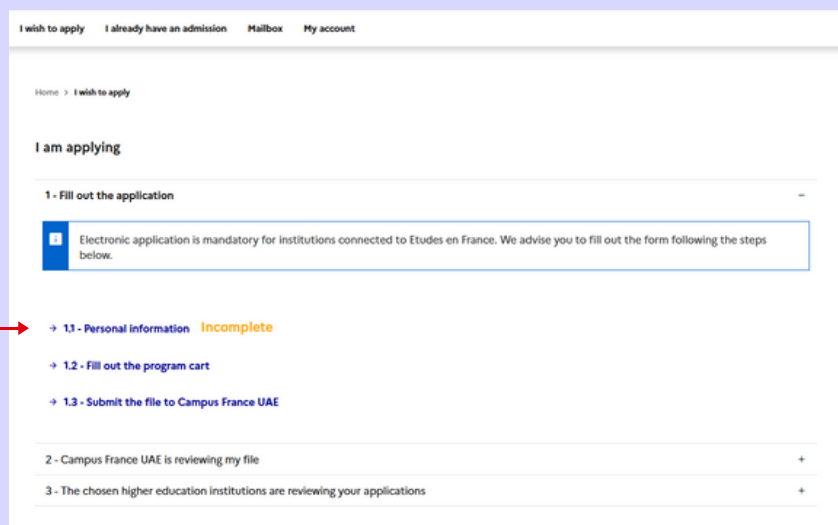 I wish to apply I already have an admission Mailbox My account
Home > I wish to apply
I am applying
1 - Fill out the application −
i Electronic application is mandatory for institutions connected to Etudes en France. We advise you to fill out the form following the steps
below.
→ 1.1 - Personal information Incomplete
→ 1.2 - Fill out the program cart
→ 1.3 - Submit the file to Campus France UAE
2 - Campus France UAE is reviewing my file +
3 - The chosen higher education institutions are reviewing your applications +